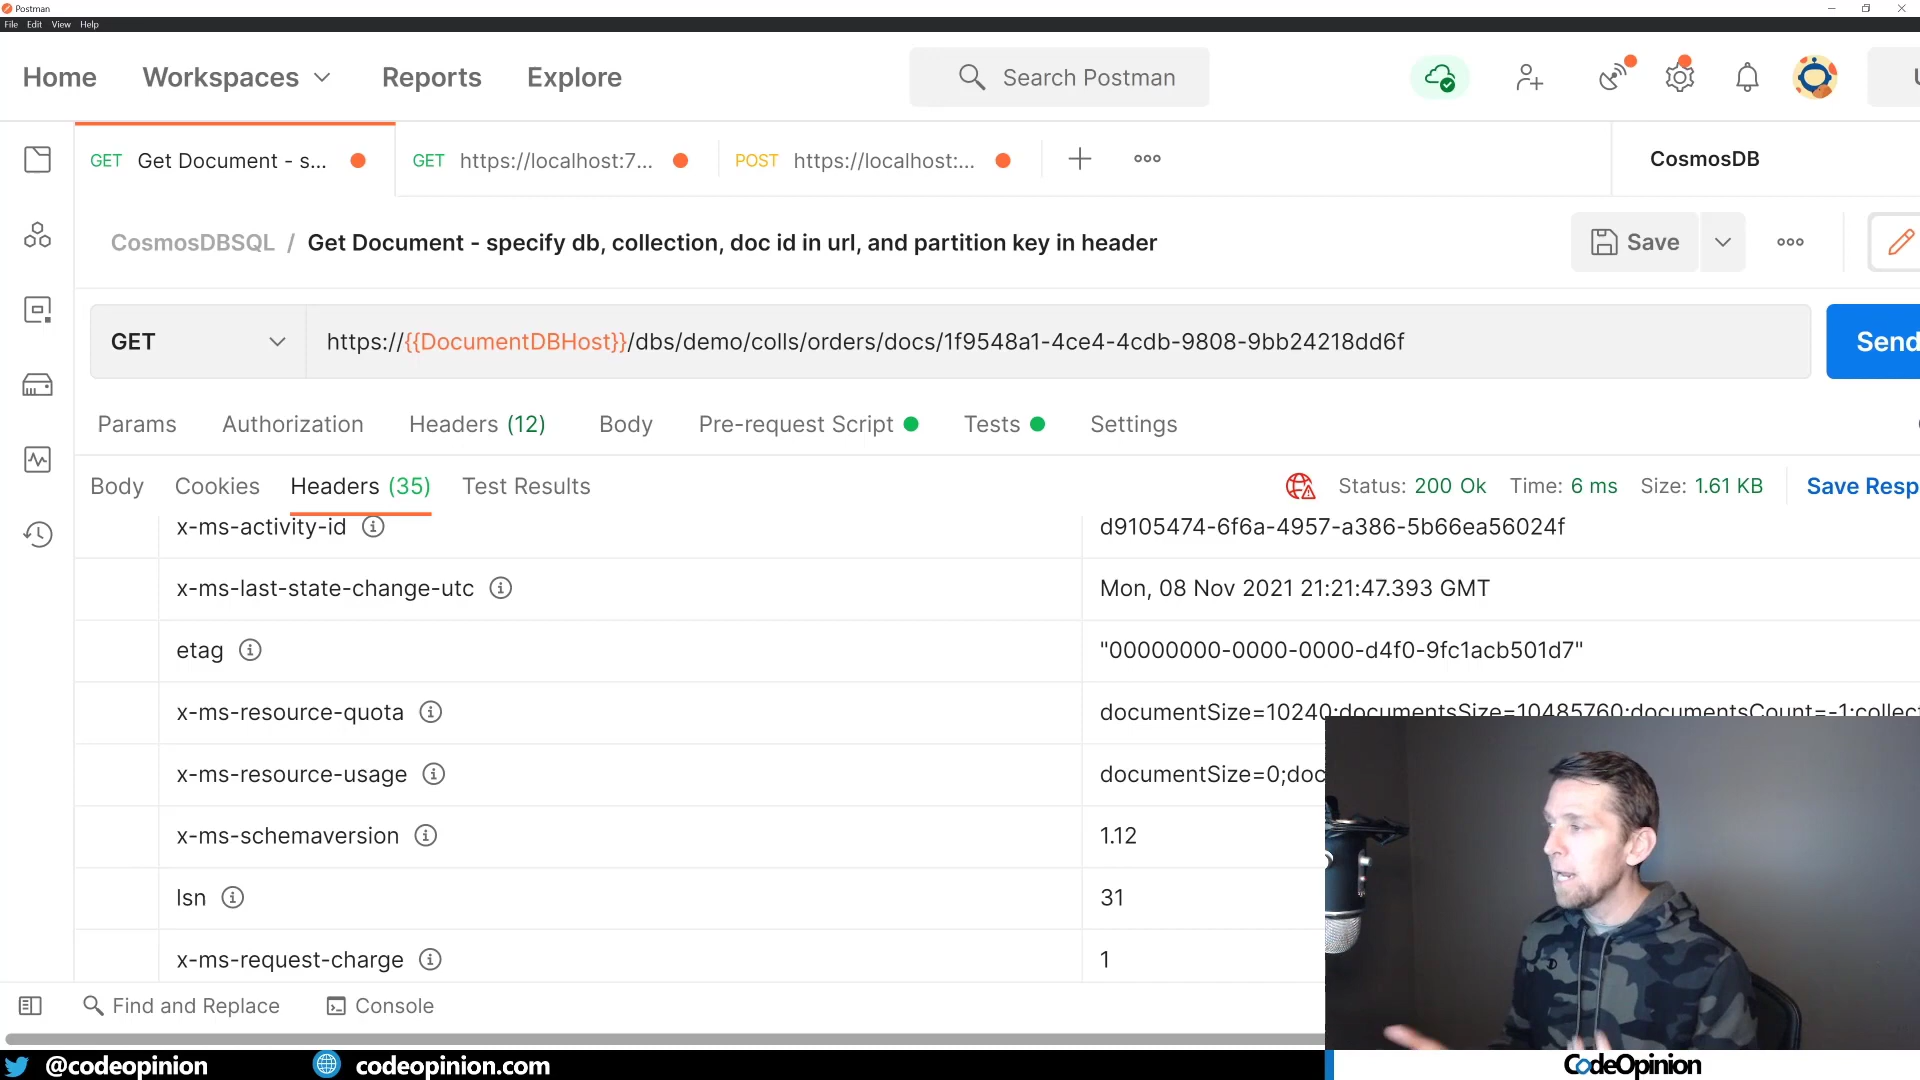 Postman
File Edit View Help
Home Workspaces Reports Explore Search Postman
GET Get Document - s... GET https://localhost:7... POST https://localhost:... CosmosDB
CosmosDBSQL / Get Document - specify db, collection, doc id in url, and partition key in header Save
GET https://{{DocumentDBHost}}/dbs/demo/colls/orders/docs/1f9548a1-4ce4-4cdb-9808-9bb24218dd6f Send
Params Authorization Headers (12) Body Pre-request Script Tests Settings
Body Cookies Headers (35) Test Results Status: 200 Ok Time: 6 ms Size: 1.61 KB Save Resp
x-ms-activity-id d9105474-6f6a-4957-a386-5b66ea56024f
x-ms-last-state-change-utc Mon, 08 Nov 2021 21:21:47.393 GMT
etag "00000000-0000-0000-d4f0-9fc1acb501d7"
x-ms-resource-quota documentSize=10240;documentsSize=10485760;documentsCount=-1;collect
x-ms-resource-usage documentSize=0;doc
x-ms-schemaversion 1.12
lsn 31
x-ms-request-charge 1
Find and Replace Console
@codeopinion codeopinion.com CodeOpinion